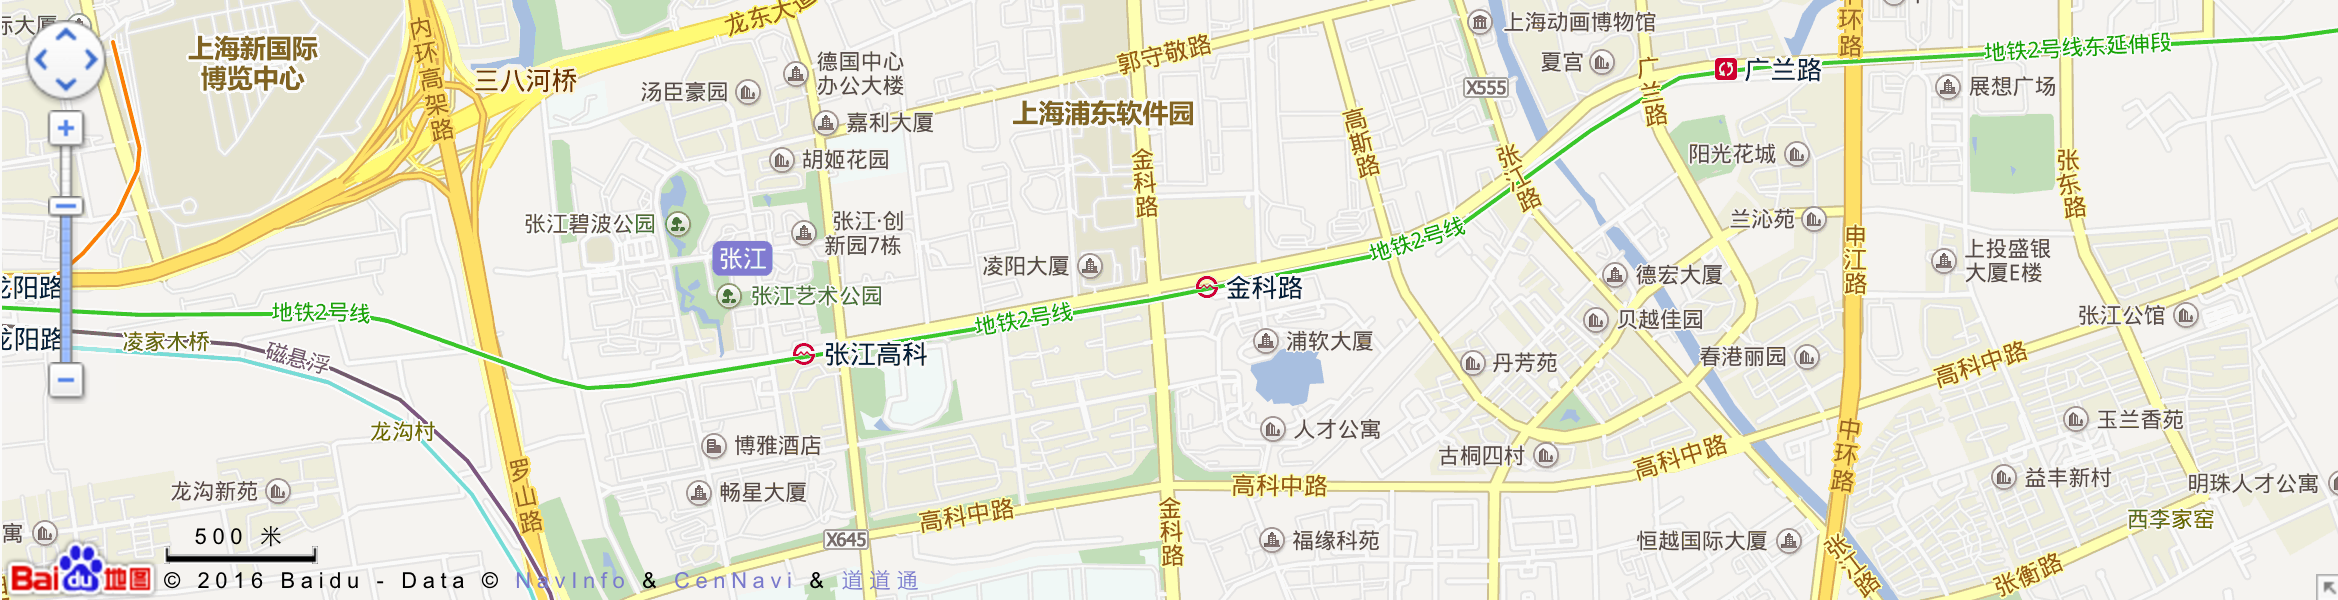 际大厦
上海新国际
博览中心
内环高架路
三八河桥
龙东大道
汤臣豪园
德国中心
办公大楼
嘉利大厦
胡姬花园
郭守敬路
上海浦东软件园
金科路
高斯路
上海动画博物馆
夏宫
X555
广兰路
广兰路
中环路
地铁2号线东延伸段
展想广场
张江路
阳光花城
张东路
兰沁苑
申江路
上投盛银
大厦E楼
张江碧波公园
张江·创
新园7栋
张江
张江艺术公园
凌阳大厦
地铁2号线
金科路
德宏大厦
贝越佳园
张江公馆
龙阳路
地铁2号线
地铁2号线
龙阳路
凌家木桥
磁悬浮
张江高科
浦软大厦
丹芳苑
春港丽园
高科中路
龙沟村
博雅酒店
人才公寓
古桐四村
高科中路
中环路
玉兰香苑
益丰新村
明珠人才公寓
西李家窑
龙沟新苑
罗山路
畅星大厦
高科中路
高科中路
金科路
寓
500 米
X645
福缘科苑
恒越国际大厦
张江路
张衡路
Bai du 地图
© 2016 Baidu - Data © NavInfo & CenNavi & 道道通